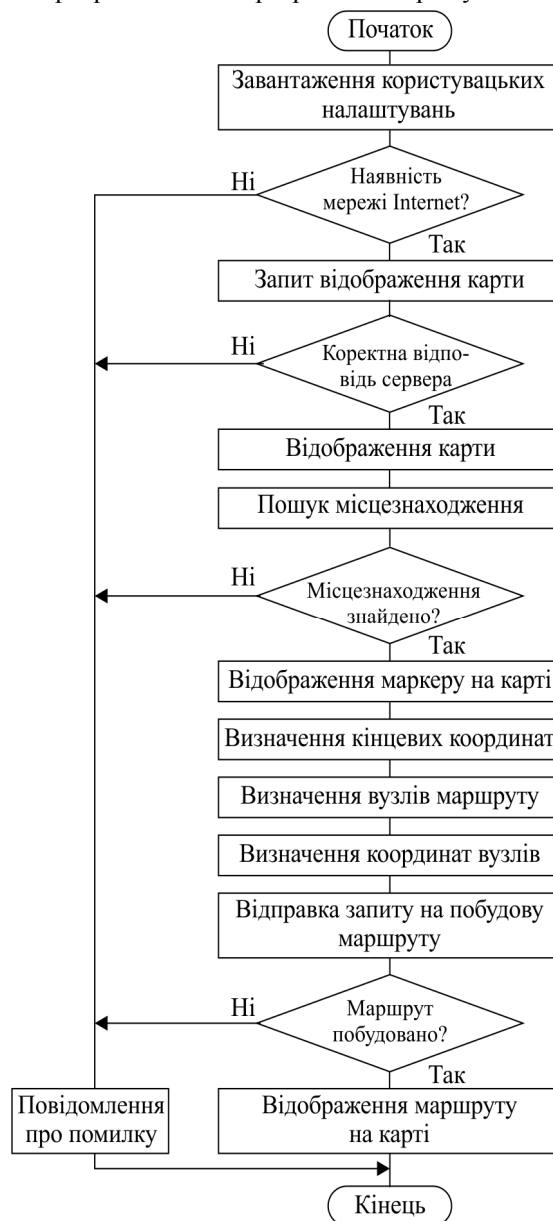 Початок
Завантаження користувацьких
налаштувань
Наявність
мережі Internet?
Ні
Так
Запит відображення карти
Коректна відпо-
відь сервера
Ні
Так
Відображення карти
Пошук місцезнаходження
Місцезнаходження
знайдено?
Ні
Так
Відображення маркеру на карті
Визначення кінцевих координат
Визначення вузлів маршруту
Визначення координат вузлів
Відправка запиту на побудову
маршруту
Маршрут
побудовано?
Ні
Так
Повідомлення
про помилку
Відображення маршруту
на карті
Кінець